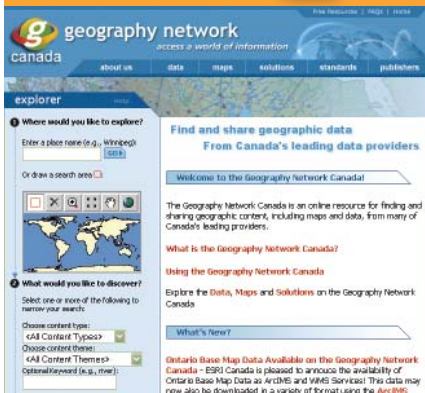 Free Resources | FAQs | Home
geography network
access a world of information
canada
about us data maps solutions standards publishers
explorer
1 Where would you like to explore?
Enter a place name (e.g., Winnipeg):
GO
Or draw a search area
2 What would you like to discover?
Select one or more of the following to
narrow your search:
Choose content type:
<All Content Types>
Choose content theme:
<All Content Themes>
Optional Keyword (e.g., river):
Find and share geographic data
From Canada's leading data providers
Welcome to the Geography Network Canada!
The Geography Network Canada is an online resource for finding and
sharing geographic content, including maps and data, from many of
Canada's leading providers.
What is the Geography Network Canada?
Using the Geography Network Canada
Explore the Data, Maps and Solutions on the Geography Network
Canada
What's New?
Ontario Base Map Data Available on the Geography Network
Canada - ESRI Canada is pleased to annouce the availability of
Ontario Base Map Data as ArcIMS and WMS Services! This data may
now also be downloaded in a variety of format using the ArcIMS